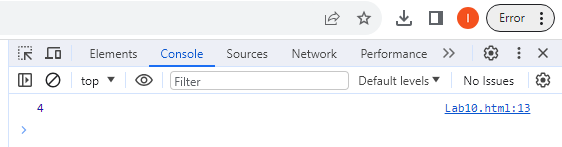 I Error
Elements Console Sources Network Performance
top Filter Default levels No Issues
4 Lab10.html:13